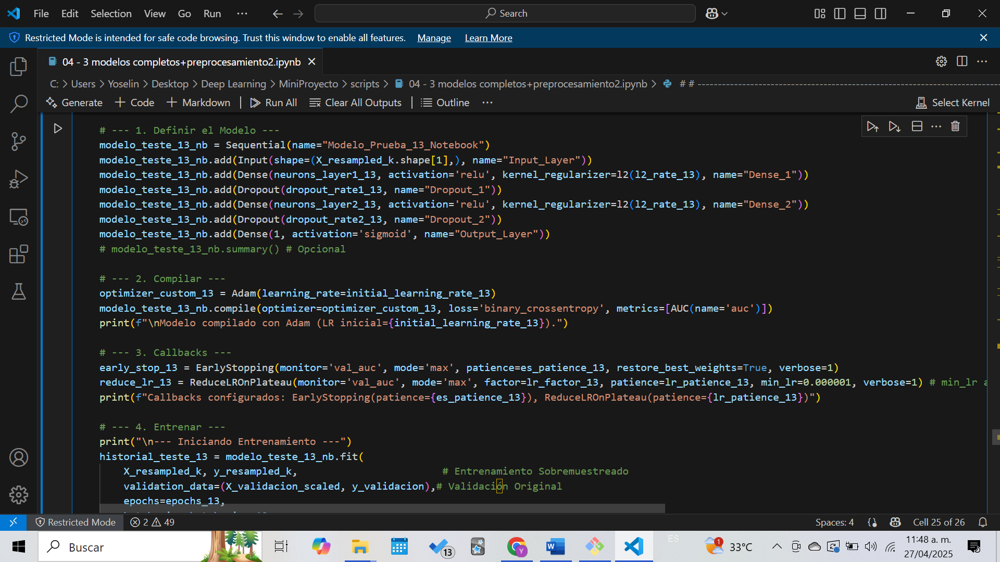 File Edit Selection View Go Run ··· Search
Restricted Mode is intended for safe code browsing. Trust this window to enable all features. Manage Learn More
04 - 3 modelos completos+preprocesamiento2.ipynb
C: > Users > Yoselin > Desktop > Deep Learning > MiniProyecto > scripts > 04 - 3 modelos completos+preprocesamiento2.ipynb > # # --------------------------------------------------------------------------
Generate + Code + Markdown | Run All Clear All Outputs | Outline ··· Select Kernel
# --- 1. Definir el Modelo ---
modelo_teste_13_nb = Sequential(name="Modelo_Prueba_13_Notebook")
modelo_teste_13_nb.add(Input(shape=(X_resampled_k.shape[1],), name="Input_Layer"))
modelo_teste_13_nb.add(Dense(neurons_layer1_13, activation='relu', kernel_regularizer=l2(l2_rate_13), name="Dense_1"))
modelo_teste_13_nb.add(Dropout(dropout_rate1_13, name="Dropout_1"))
modelo_teste_13_nb.add(Dense(neurons_layer2_13, activation='relu', kernel_regularizer=l2(l2_rate_13), name="Dense_2"))
modelo_teste_13_nb.add(Dropout(dropout_rate2_13, name="Dropout_2"))
modelo_teste_13_nb.add(Dense(1, activation='sigmoid', name="Output_Layer"))
# modelo_teste_13_nb.summary() # Opcional
# --- 2. Compilar ---
optimizer_custom_13 = Adam(learning_rate=initial_learning_rate_13)
modelo_teste_13_nb.compile(optimizer=optimizer_custom_13, loss='binary_crossentropy', metrics=[AUC(name='auc')])
print(f"\nModelo compilado con Adam (LR inicial={initial_learning_rate_13}).")
# --- 3. Callbacks ---
early_stop_13 = EarlyStopping(monitor='val_auc', mode='max', patience=es_patience_13, restore_best_weights=True, verbose=1)
reduce_lr_13 = ReduceLROnPlateau(monitor='val_auc', mode='max', factor=lr_factor_13, patience=lr_patience_13, min_lr=0.000001, verbose=1) # min_lr a
print(f"Callbacks configurados: EarlyStopping(patience={es_patience_13}), ReduceLROnPlateau(patience={lr_patience_13})")
# --- 4. Entrenar ---
print("\n--- Iniciando Entrenamiento ---")
historial_teste_13 = modelo_teste_13_nb.fit(
X_resampled_k, y_resampled_k, # Entrenamiento Sobremuestreado
validation_data=(X_validacion_scaled, y_validacion),# Validación Original
epochs=epochs_13,
Restricted Mode 2 49 Spaces: 4 Cell 25 of 26
Buscar 13 ES 1 33°C 11:48 a. m.
27/04/2025